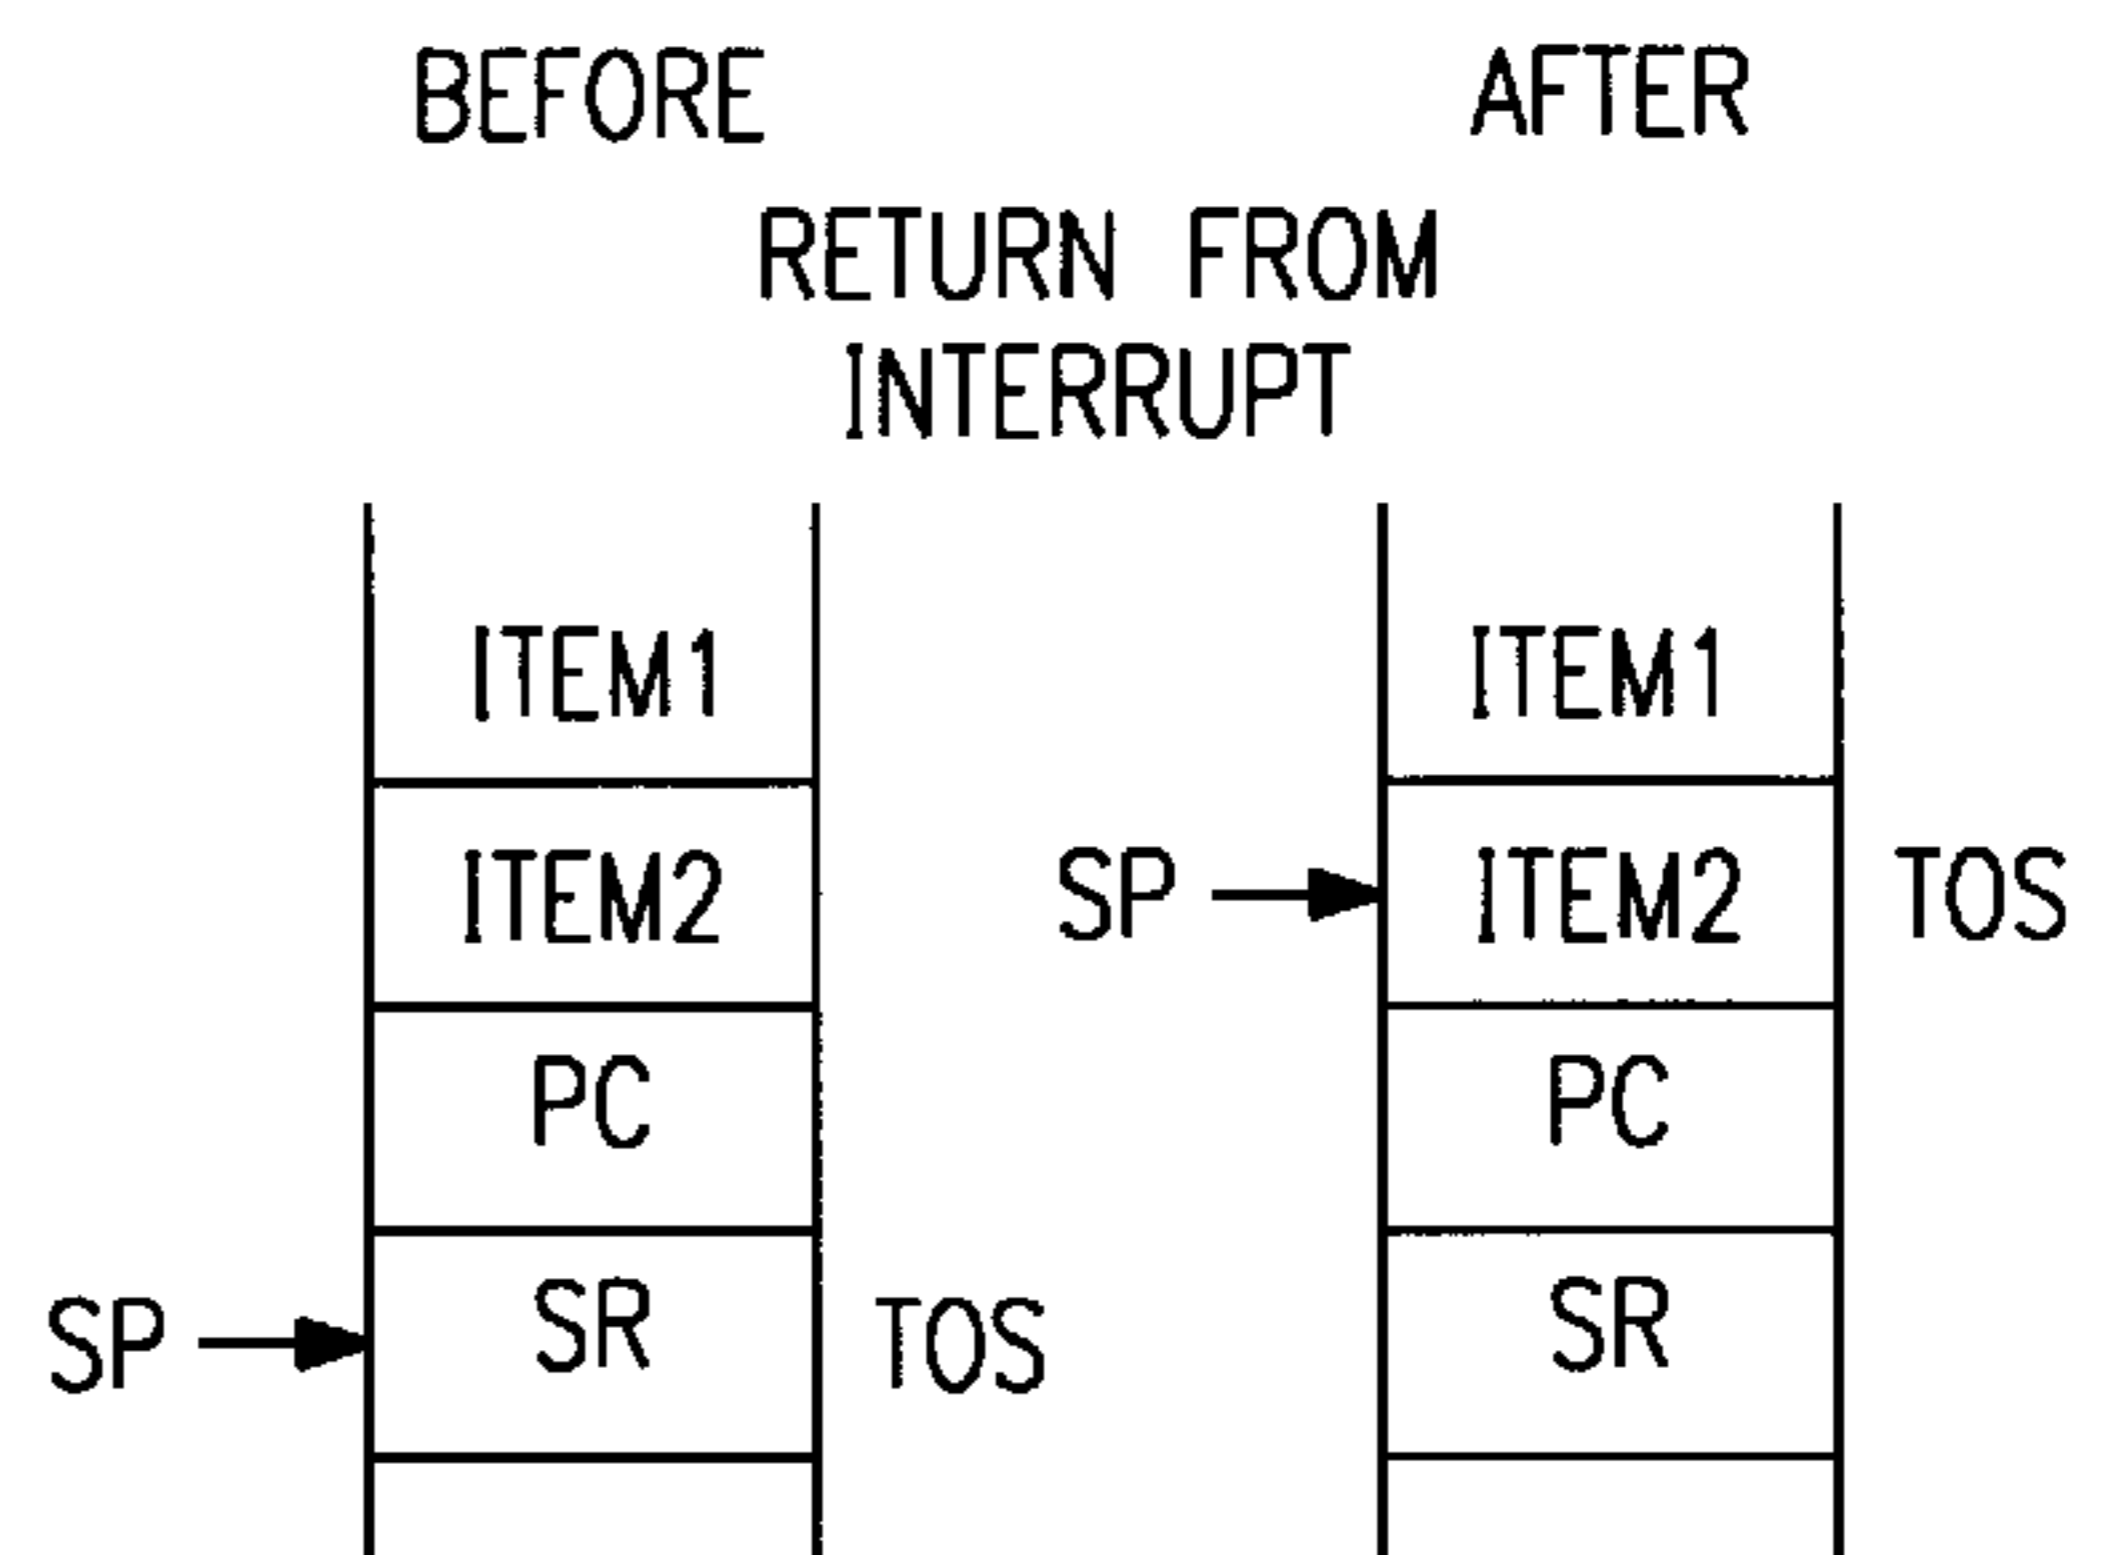 BEFORE AFTER
RETURN FROM
INTERRUPT
ITEM1 ITEM1
ITEM2 SP ITEM2 TOS
PC PC
SP SR TOS SR